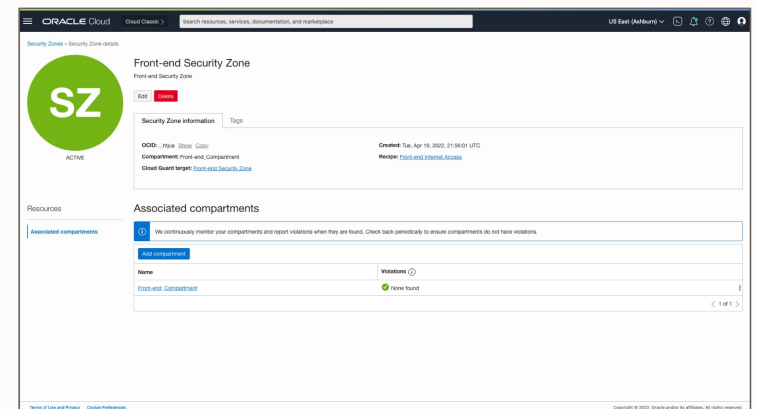 ORACLE Cloud
Cloud Classic >
Search resources, services, documentation, and marketplace
US East (Ashburn)
Security Zones » Security Zone details
SZ
ACTIVE
Front-end Security Zone
Front-end Security Zone
Edit Delete
Security Zone information Tags
OCID: ...htjua Show Copy
Created: Tue, Apr 19, 2022, 21:56:01 UTC
Compartment: Front-end_Compartment
Recipe: Front-end Internet Access
Cloud Guard target: Front-end Security Zone
Resources
Associated compartments
Associated compartments
We continuously monitor your compartments and report violations when they are found. Check back periodically to ensure compartments do not have violations.
Add compartment
Name Violations
Front-end_Compartment None found
< 1 of 1 >
Terms of Use and Privacy Cookie Preferences
Copyright © 2022, Oracle and/or its affiliates. All rights reserved.